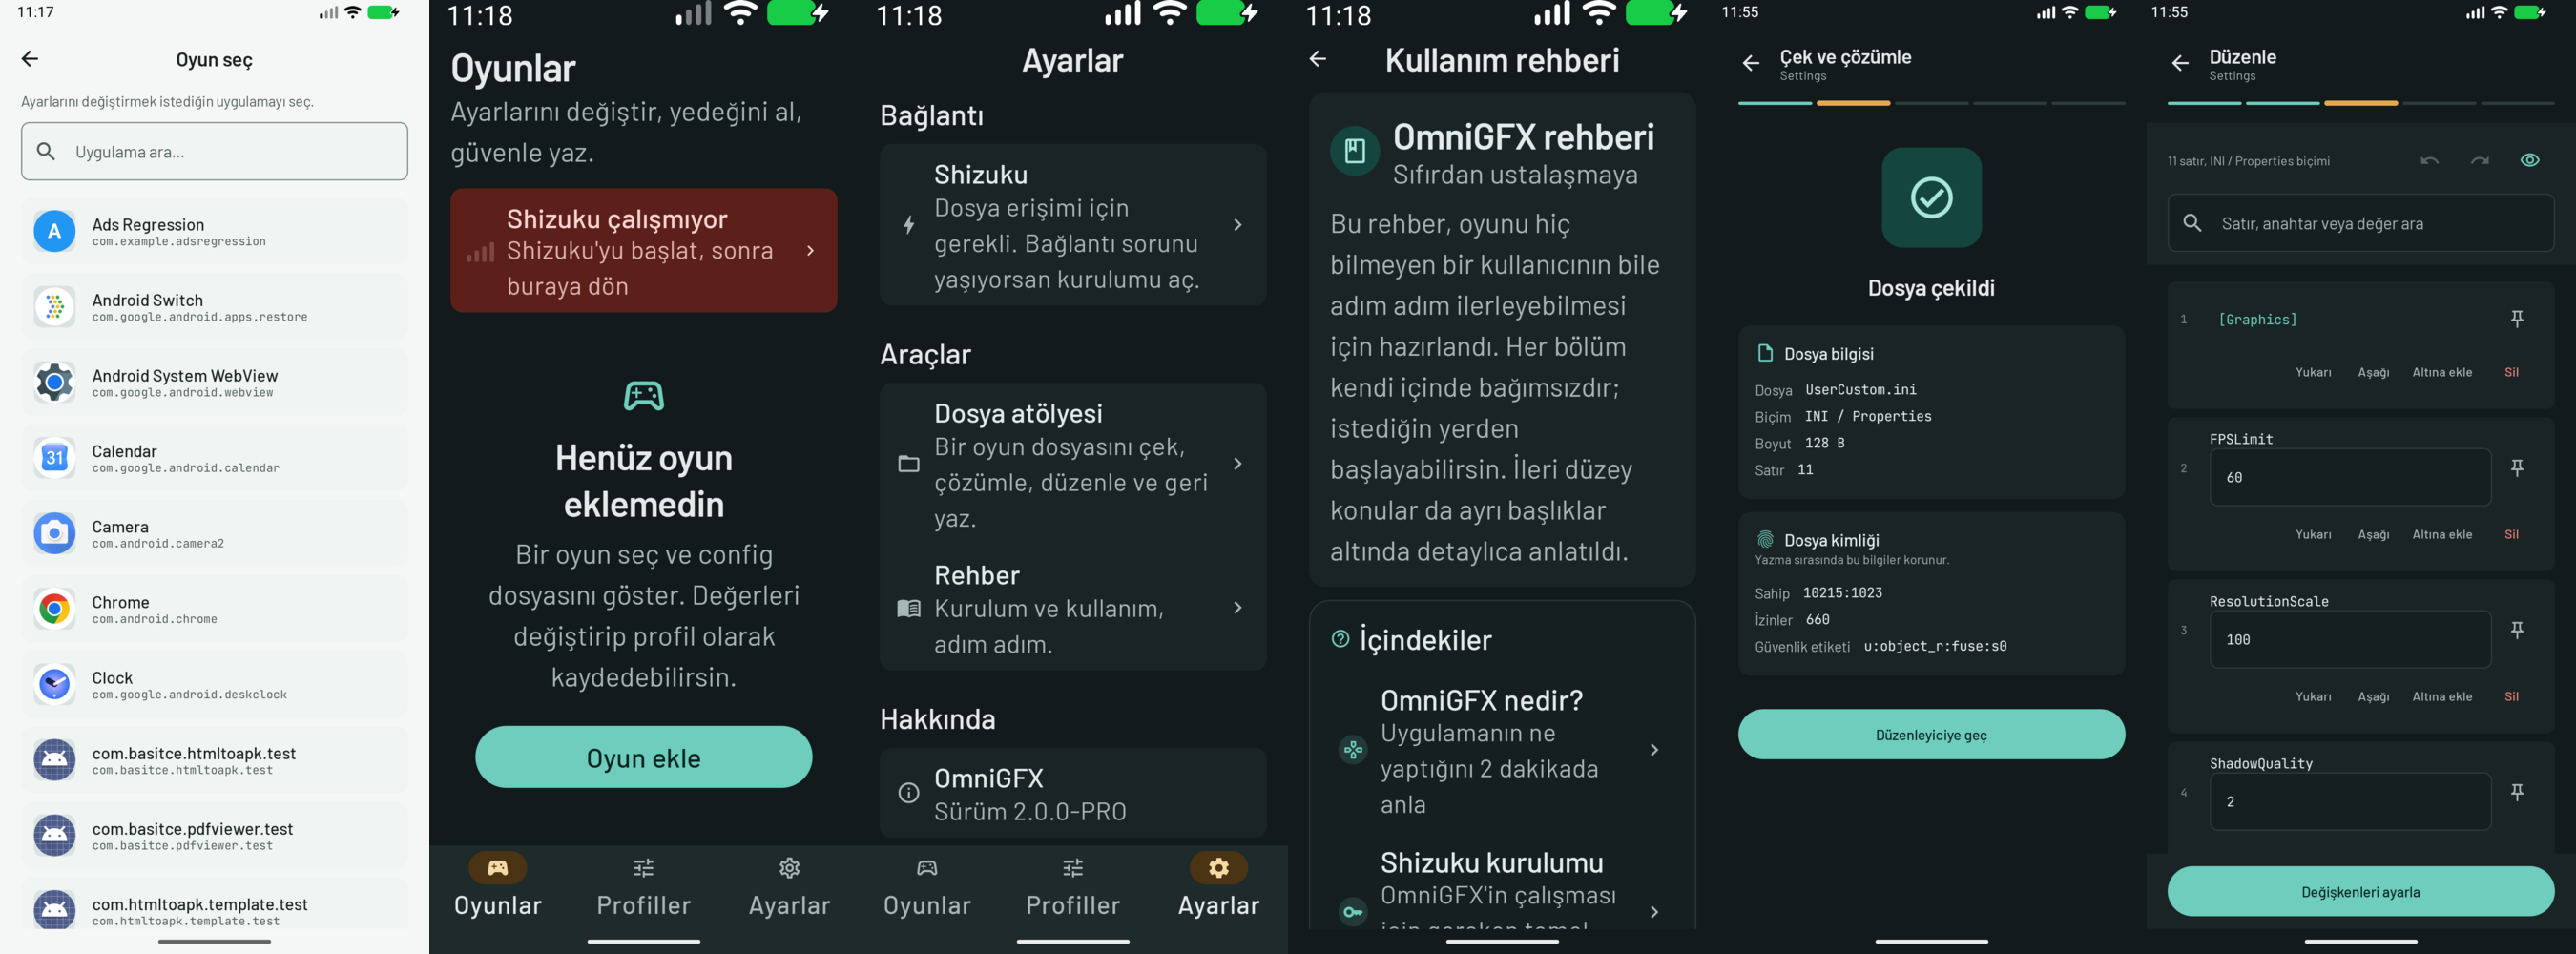 11:17
Oyun seç
Ayarlarını değiştirmek istediğin uygulamayı seç.
Uygulama ara...
A
Ads Regression
com.example.adsregression
Android Switch
com.google.android.apps.restore
Android System WebView
com.google.android.webview
31
Calendar
com.google.android.calendar
Camera
com.android.camera2
Chrome
com.android.chrome
Clock
com.google.android.deskclock
com.basitce.htmltoapk.test
com.basitce.htmltoapk.test
com.basitce.pdfviewer.test
com.basitce.pdfviewer.test
com.htmltoapk.template.test
com.htmltoapk.template.test
11:18
Oyunlar
Ayarlarını değiştir, yedeğini al,
güvenle yaz.
Shizuku çalışmıyor
Shizuku'yu başlat, sonra
buraya dön
Henüz oyun
eklemedin
Bir oyun seç ve config
dosyasını göster. Değerleri
değiştirip profil olarak
kaydedebilirsin.
Oyun ekle
Oyunlar
Profiller
Ayarlar
11:18
Ayarlar
Bağlantı
Shizuku
Dosya erişimi için
gerekli. Bağlantı sorunu
yaşıyorsan kurulumu aç.
Araçlar
Dosya atölyesi
Bir oyun dosyasını çek,
çözümle, düzenle ve geri
yaz.
Rehber
Kurulum ve kullanım,
adım adım.
Hakkında
OmniGFX
Sürüm 2.0.0-PRO
Oyunlar
Profiller
Ayarlar
11:18
Kullanım rehberi
OmniGFX rehberi
Sıfırdan ustalaşmaya
Bu rehber, oyunu hiç
bilmeyen bir kullanıcının bile
adım adım ilerleyebilmesi
için hazırlandı. Her bölüm
kendi içinde bağımsızdır;
istediğin yerden
başlayabilirsin. İleri düzey
konular da ayrı başlıklar
altında detaylıca anlatıldı.
İçindekiler
OmniGFX nedir?
Uygulamanın ne
yaptığını 2 dakikada
anla
Shizuku kurulumu
OmniGFX'in çalışması
için gereken temel
11:55
Çek ve çözümle
Settings
Dosya çekildi
Dosya bilgisi
Dosya UserCustom.ini
Biçim INI / Properties
Boyut 128 B
Satır 11
Dosya kimliği
Yazma sırasında bu bilgiler korunur.
Sahip 10215:1023
İzinler 660
Güvenlik etiketi u:object_r:fuse:s0
Düzenleyiciye geç
11:55
Düzenle
Settings
11 satır, INI / Properties biçimi
Satır, anahtar veya değer ara
1 [Graphics]
Yukarı Aşağı Altına ekle Sil
FPSLimit
2 60
Yukarı Aşağı Altına ekle Sil
ResolutionScale
3 100
Yukarı Aşağı Altına ekle Sil
ShadowQuality
4 2
Değişkenleri ayarla